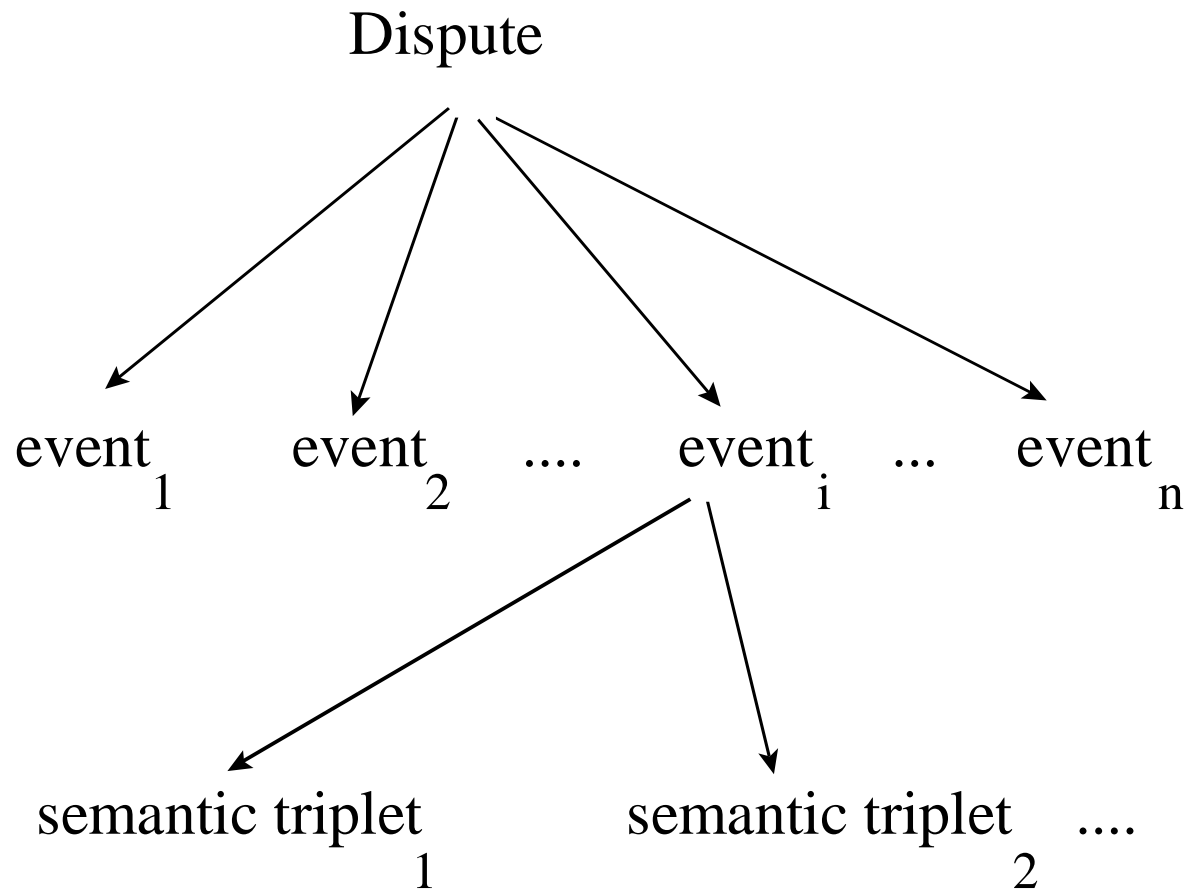 Dispute
event₁ event₂ .... eventᵢ ... eventₙ
semantic triplet₁ semantic triplet₂ ....